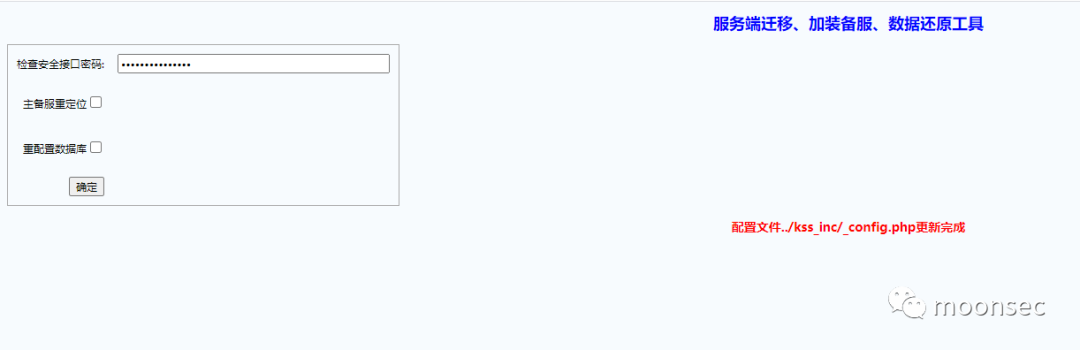 服务端迁移、加装备服、数据还原工具
检查安全接口密码: •••••••••••••••
主备服重定位
重配置数据库
确定
配置文件../kss_inc/_config.php更新完成
moonsec